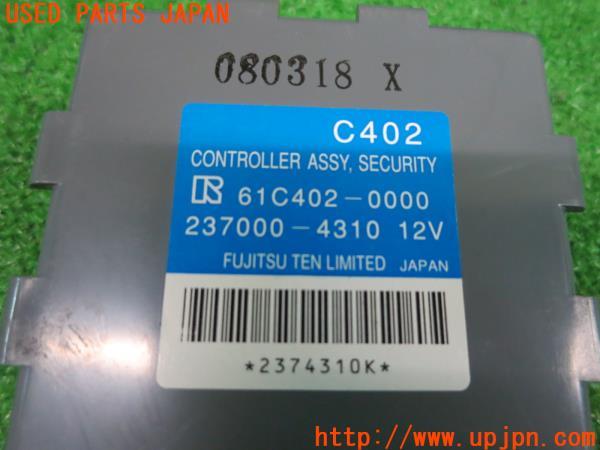 USED PARTS JAPAN
080318 X
C402
CONTROLLER ASSY, SECURITY
61C402-0000
237000-4310 12V
FUJITSU TEN LIMITED JAPAN
*2374310K*
http://www.upjpn.com